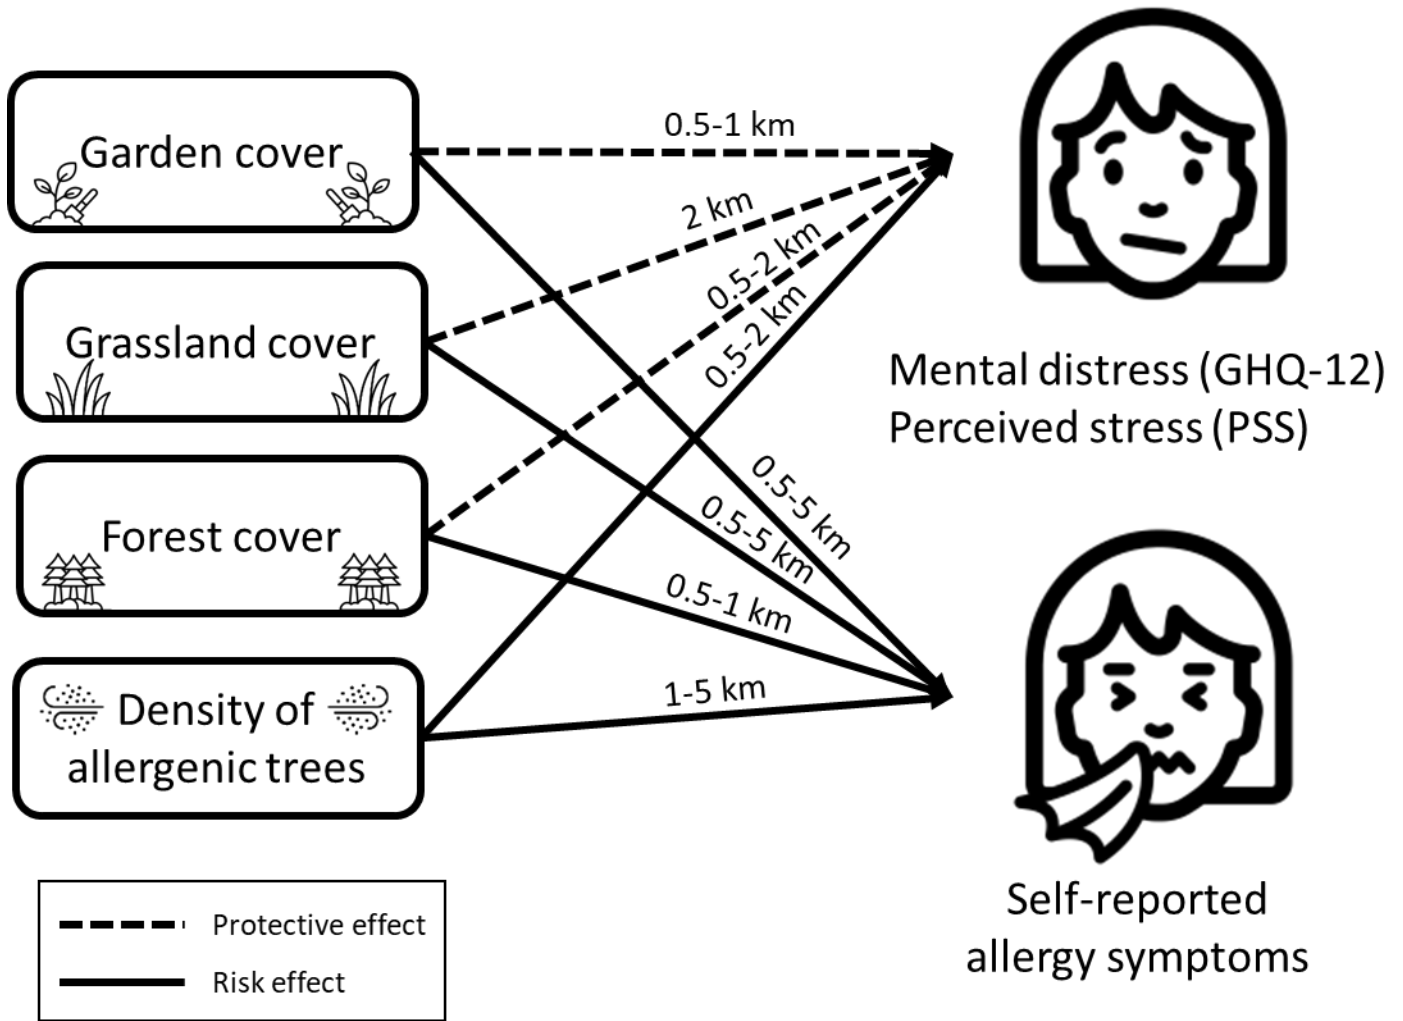 Garden cover
Grassland cover
Forest cover
Density of
allergenic trees
0.5-1 km
2 km
0.5-2 km
0.5-2 km
0.5-5 km
0.5-5 km
0.5-1 km
1-5 km
Mental distress (GHQ-12)
Perceived stress (PSS)
Self-reported
allergy symptoms
Protective effect
Risk effect